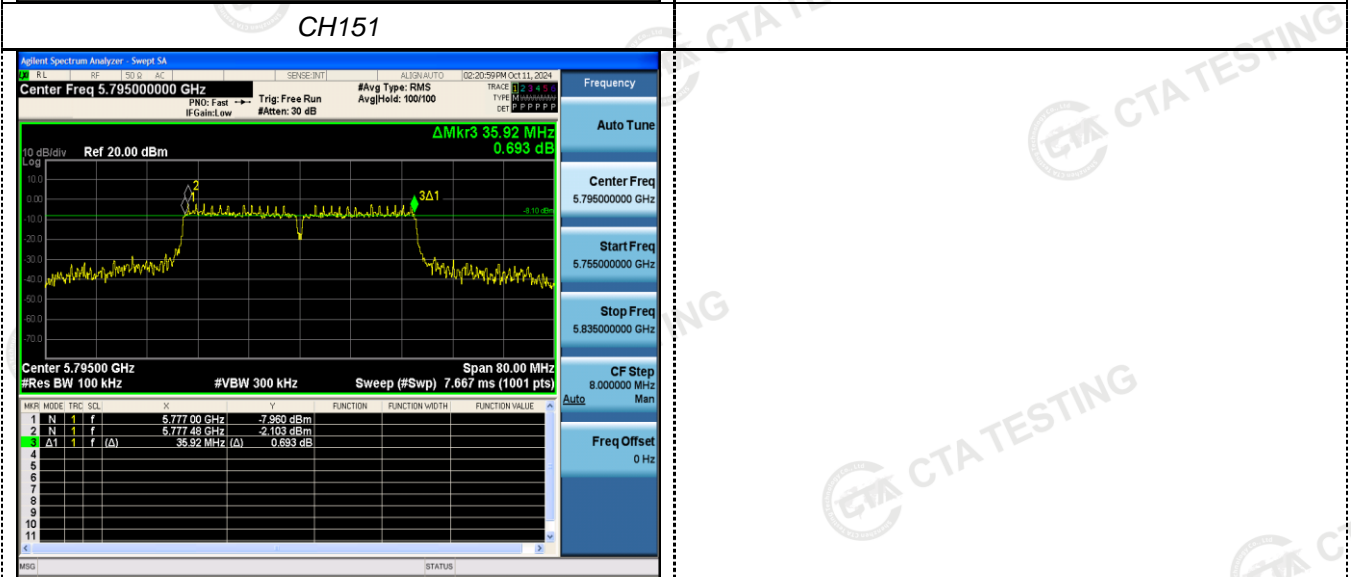 CH151
Agilent Spectrum Analyzer - Swept SA
RL RF 50 Ω AC SENSE:INT ALIGNAUTO 02:20:59PM Oct 11, 2024
Center Freq 5.795000000 GHz
PNO: Fast
IFGain:Low
Trig: Free Run
#Atten: 30 dB
#Avg Type: RMS
Avg|Hold: 100/100
TRACE 1 2 3 4 5 6
TYPE M
DET P P P P P P
Frequency
Auto Tune
Center Freq
5.795000000 GHz
Start Freq
5.755000000 GHz
Stop Freq
5.835000000 GHz
CF Step
8.000000 MHz
Auto Man
Freq Offset
0 Hz
ΔMkr3 35.92 MHz
0.693 dB
10 dB/div Ref 20.00 dBm
Log
10.0
0.00
-10.0
-20.0
-30.0
-40.0
-50.0
-60.0
-70.0
2
1
3Δ1
-8.10 dBm
Center 5.79500 GHz Span 80.00 MHz
#Res BW 100 kHz #VBW 300 kHz Sweep (#Swp) 7.667 ms (1001 pts)
MKR MODE TRC SCL X Y FUNCTION FUNCTION WIDTH FUNCTION VALUE
1 N 1 f 5.777 00 GHz -7.960 dBm
2 N 1 f 5.777 48 GHz -2.103 dBm
3 Δ1 1 f (Δ) 35.92 MHz (Δ) 0.693 dB
4
5
6
7
8
9
10
11
MSG STATUS
CTA TESTING
CTA TESTING